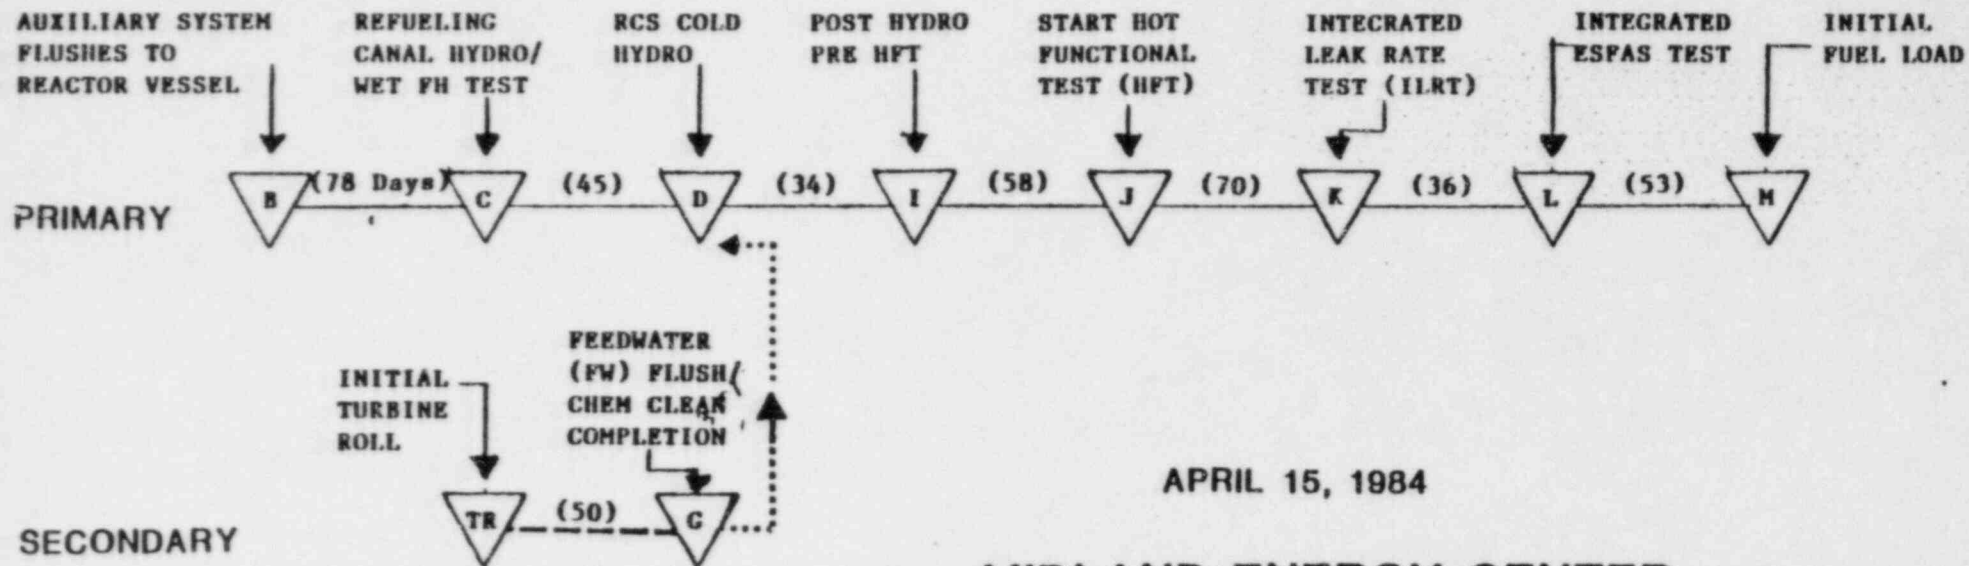 AUXILIARY SYSTEM
FLUSHES TO
REACTOR VESSEL
REFUELING
CANAL HYDRO/
WET FH TEST
RCS COLD
HYDRO
POST HYDRO
PRE HFT
START HOT
FUNCTIONAL
TEST (HFT)
INTEGRATED
LEAK RATE
TEST (ILRT)
INTEGRATED
ESFAS TEST
INITIAL
FUEL LOAD
PRIMARY
B (78 Days) C (45) D (34) I (58) J (70) K (36) L (53) M
INITIAL
TURBINE
ROLL
FEEDWATER
(FW) FLUSH/
CHEM CLEAN
COMPLETION
SECONDARY
TR (50) G
APRIL 15, 1984
MIDLAND ENERGY CENTER